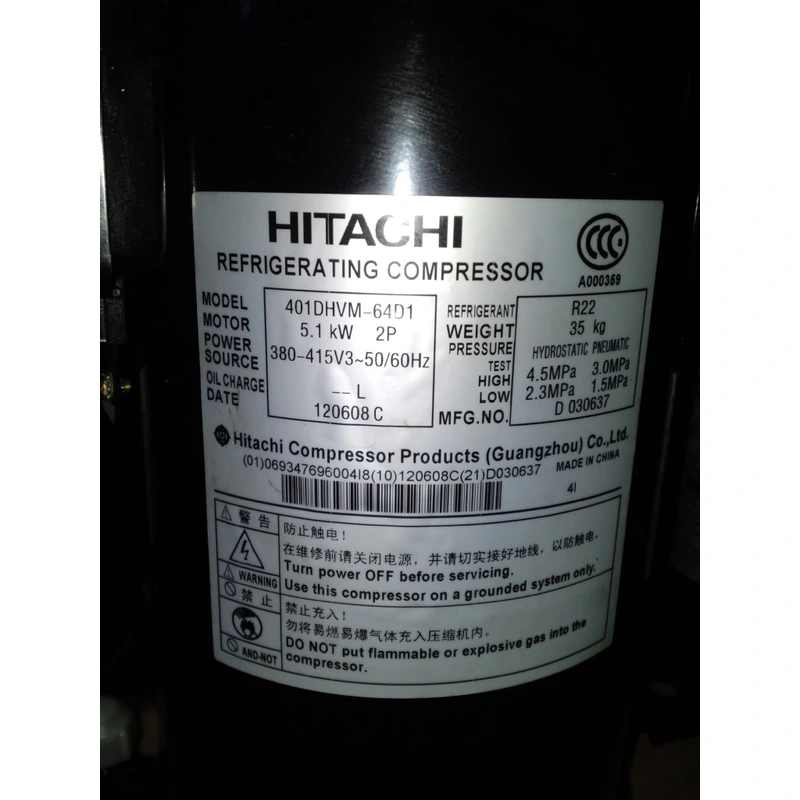 HITACHI
REFRIGERATING COMPRESSOR
CCC
A000359
MODEL 401DHVM-64D1
MOTOR 5.1 kW 2P
POWER SOURCE 380-415V3~50/60Hz
OIL CHARGE --L
DATE 120608C
REFRIGERANT R22
WEIGHT 35 kg
PRESSURE TEST HYDROSTATIC PNEUMATIC
HIGH 4.5MPa 3.0MPa
LOW 2.3MPa 1.5MPa
MFG.NO. D 030637
Hitachi Compressor Products (Guangzhou) Co.,Ltd.
(01)06934769600418(10)120608C(21)D030637 MADE IN CHINA
4I
警告
防止触电!
在维修前请关闭电源,并请切实接好地线,以防触电。
Turn power OFF before servicing.
WARNING Use this compressor on a grounded system only.
禁止
禁止充入!
勿将易燃易爆气体充入压缩机内。
DO NOT put flammable or explosive gas into the
AND-NOT compressor.